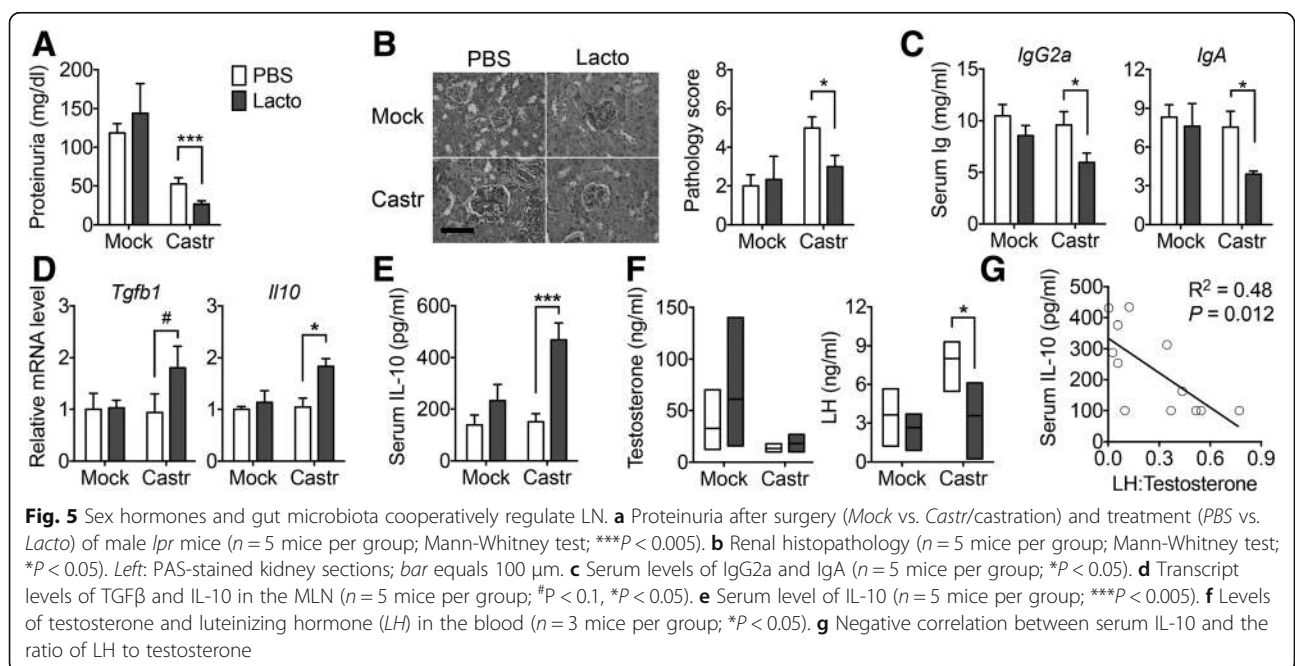 A
Proteinuria (mg/dl)
200
150
100
50
0
PBS
Lacto
***
Mock Castr
B
PBS Lacto
Mock
Castr
Pathology score
8
6
4
2
0
*
Mock Castr
C
IgG2a
Serum Ig (mg/ml)
15
10
5
0
*
Mock Castr
IgA
9
6
3
0
*
Mock Castr
D
Tgfb1
Relative mRNA level
3
2
1
0
#
Mock Castr
Il10
3
2
1
0
*
Mock Castr
E
Serum IL-10 (pg/ml)
600
400
200
0
***
Mock Castr
F
Testosterone (ng/ml)
150
100
50
0
Mock Castr
LH (ng/ml)
12
9
6
3
0
*
Mock Castr
G
Serum IL-10 (pg/ml)
500
400
300
200
100
0
R² = 0.48
P = 0.012
0.0 0.3 0.6 0.9
LH:Testosterone
Fig. 5 Sex hormones and gut microbiota cooperatively regulate LN. a Proteinuria after surgery (Mock vs. Castr/castration) and treatment (PBS vs.
Lacto) of male lpr mice (n = 5 mice per group; Mann-Whitney test; ***P < 0.005). b Renal histopathology (n = 5 mice per group; Mann-Whitney test;
*P < 0.05). Left: PAS-stained kidney sections; bar equals 100 μm. c Serum levels of IgG2a and IgA (n = 5 mice per group; *P < 0.05). d Transcript
levels of TGFβ and IL-10 in the MLN (n = 5 mice per group; #P < 0.1, *P < 0.05). e Serum level of IL-10 (n = 5 mice per group; ***P < 0.005). f Levels
of testosterone and luteinizing hormone (LH) in the blood (n = 3 mice per group; *P < 0.05). g Negative correlation between serum IL-10 and the
ratio of LH to testosterone